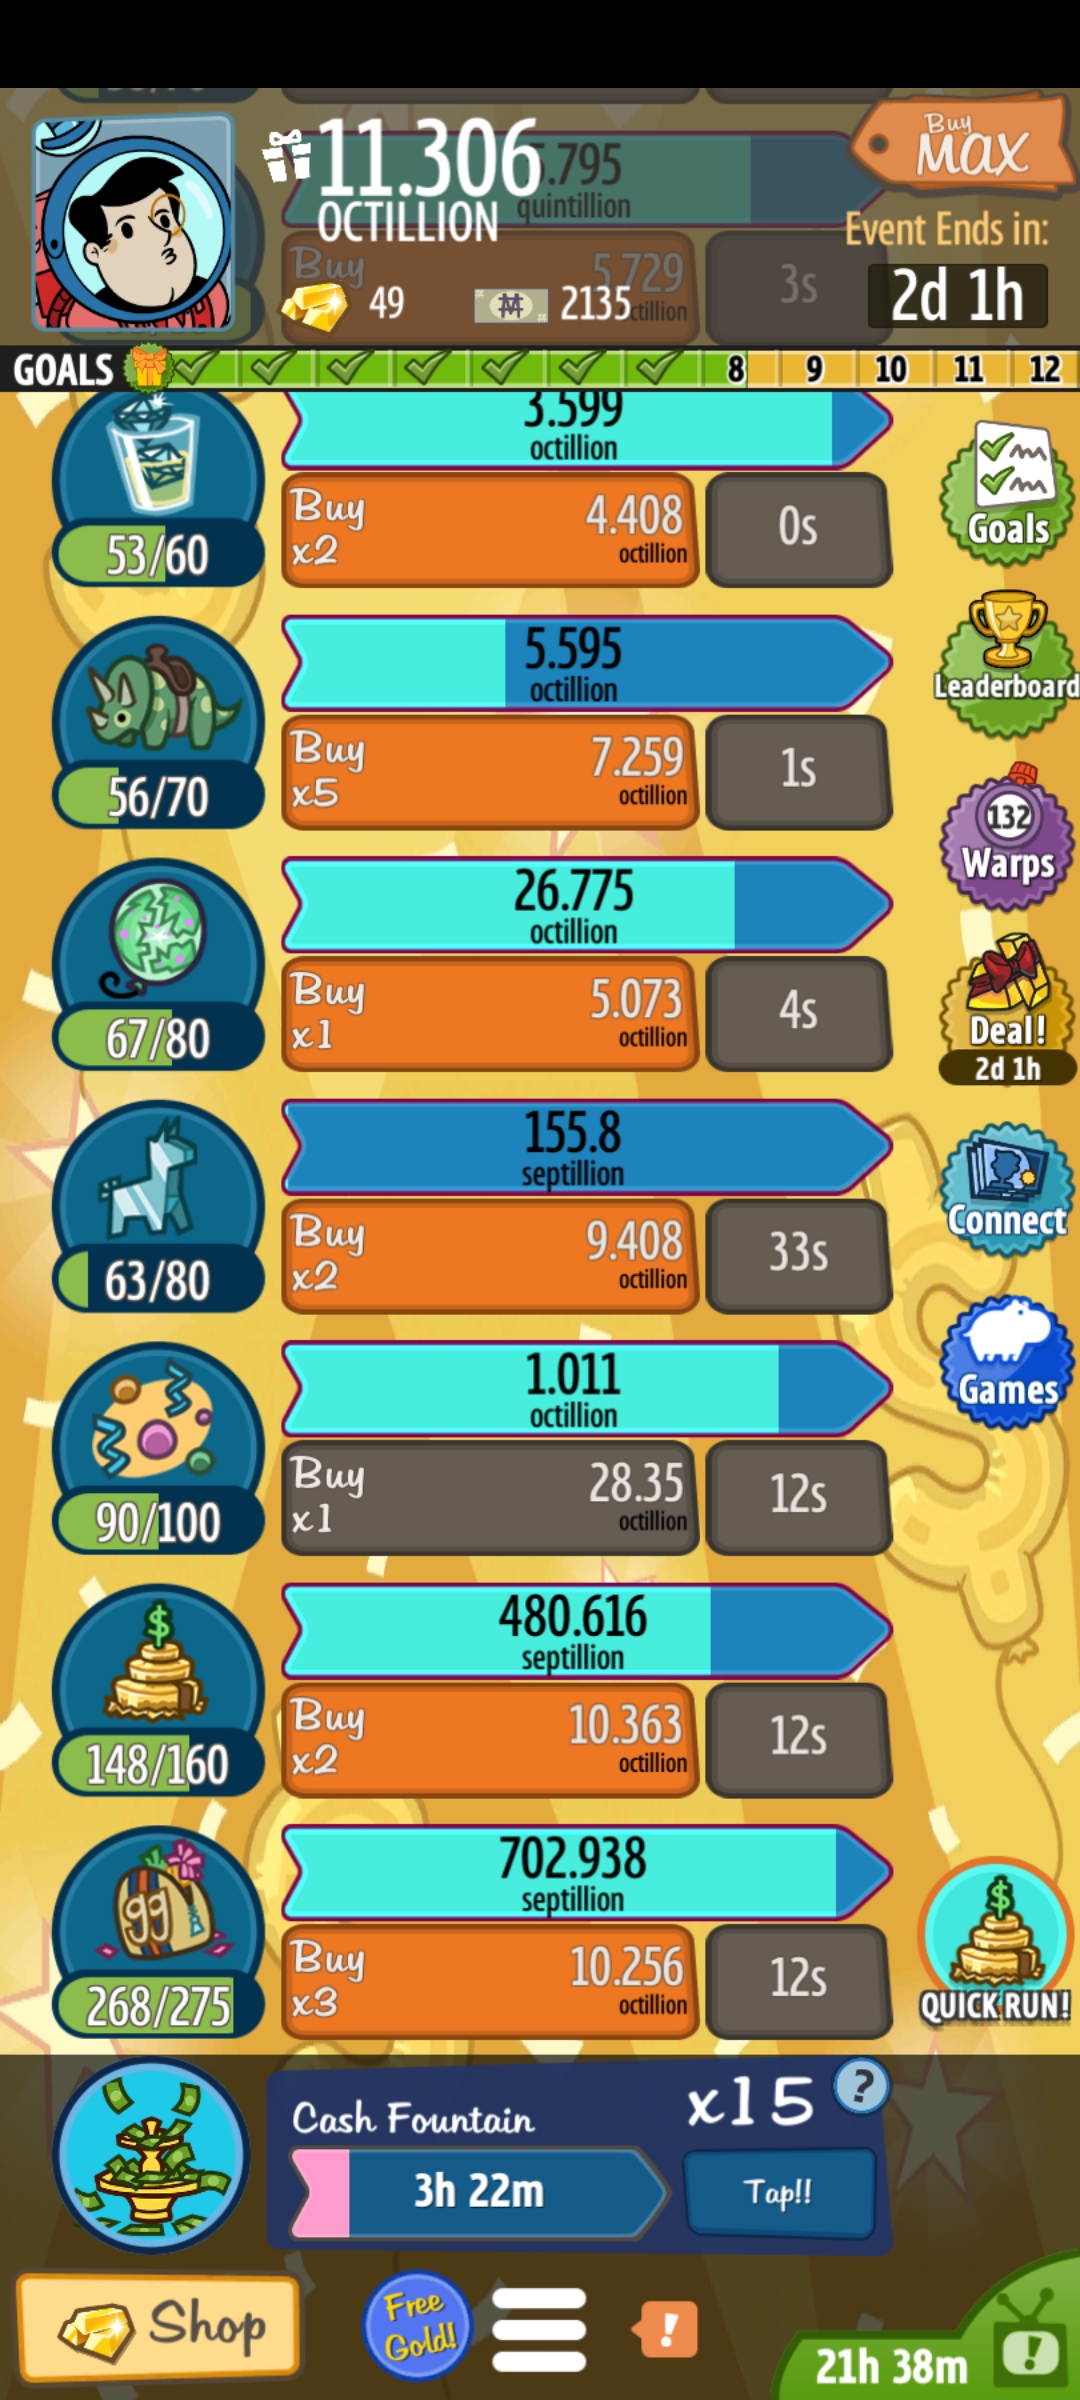 11.306
OCTILLION
5.795
quintillion
Buy
MAX
Event Ends in:
2d 1h
49
2135
Buy
5.729
3s
GOALS
8
9
10
11
12
3.599
octillion
53/60
Buy
x2
4.408
octillion
0s
Goals
5.595
octillion
56/70
Buy
x5
7.259
octillion
1s
Leaderboard
26.775
octillion
67/80
Buy
x1
5.073
octillion
4s
132
Warps
Deal!
2d 1h
155.8
septillion
63/80
Buy
x2
9.408
octillion
33s
Connect
1.011
octillion
90/100
Buy
x1
28.35
octillion
12s
Games
480.616
septillion
$
148/160
Buy
x2
10.363
octillion
12s
702.938
septillion
99
268/275
Buy
x3
10.256
octillion
12s
$
QUICK RUN!
Cash Fountain
x15
?
3h 22m
Tap!!
Shop
Free
Gold!
!
21h 38m
!